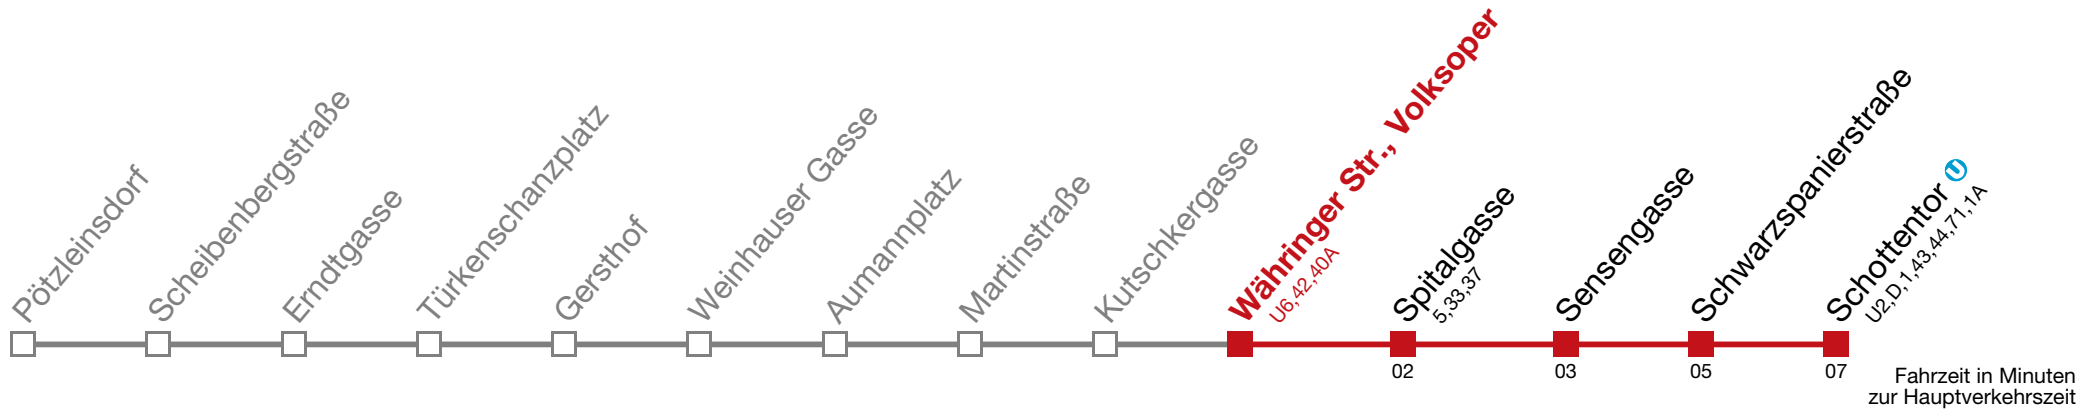 Pötzleinsdorf
Scheibenbergstraße
Erndtgasse
Türkenschanzplatz
Gersthof
Weinhauser Gasse
Aumannplatz
Martinstraße
Kutschkergasse
Währinger Str., Volksoper
U6,42,40A
Spitalgasse
5,33,37
Sensengasse
Schwarzspanierstraße
Schottentor U
U2,D,1,43,44,71,1A
02
03
05
07
Fahrzeit in Minuten
zur Hauptverkehrszeit